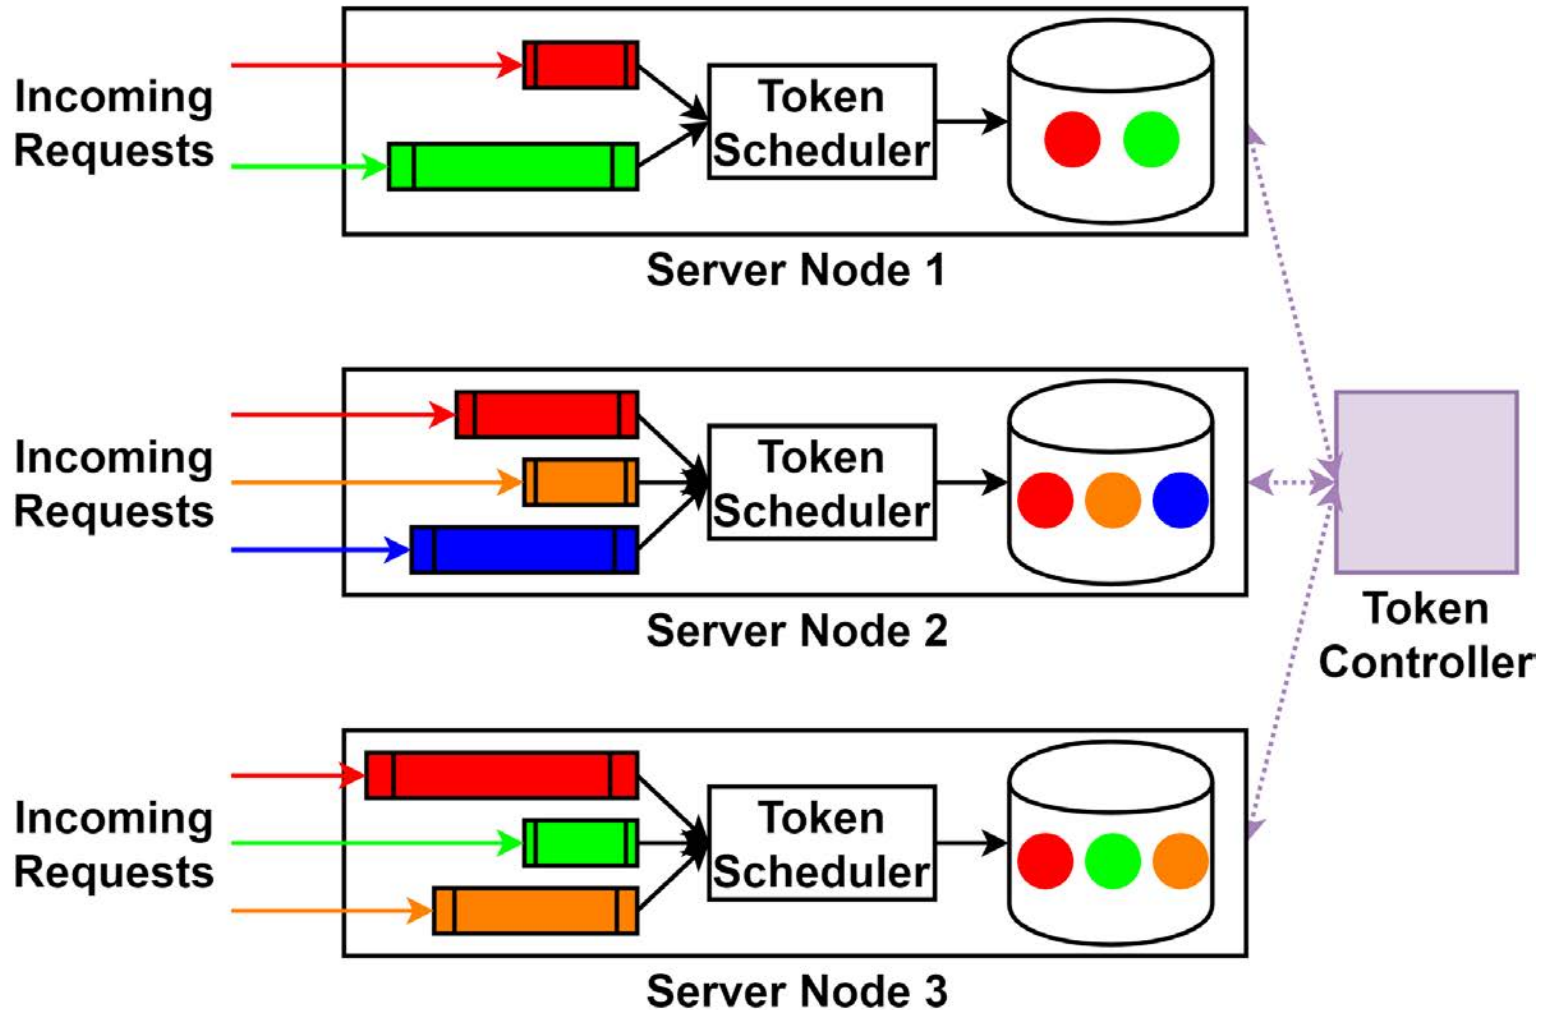 Incoming
Requests
Token
Scheduler
Server Node 1
Incoming
Requests
Token
Scheduler
Server Node 2
Token
Controller
Incoming
Requests
Token
Scheduler
Server Node 3